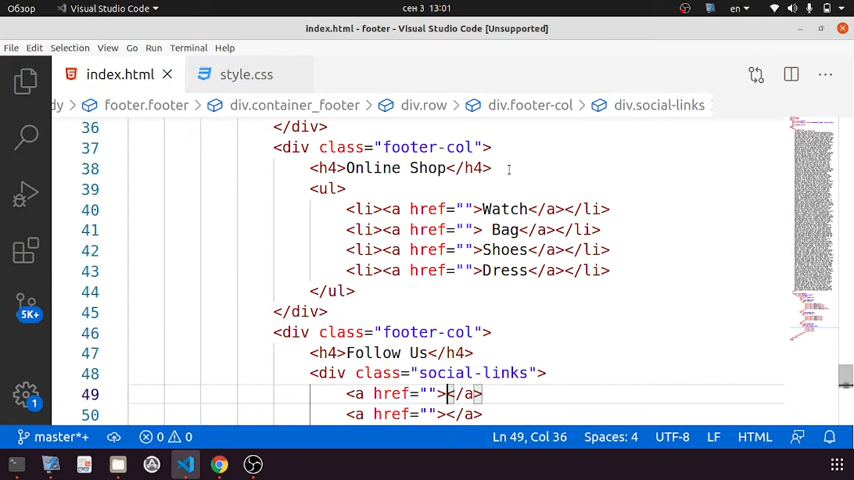 Обзор Visual Studio Code сен 3 13:01 en
index.html - footer - Visual Studio Code [Unsupported]
File Edit Selection View Go Run Terminal Help
index.html style.css
dy footer.footer div.container_footer div.row div.footer-col div.social-links
36 </div>
37 <div class="footer-col">
38 <h4>Online Shop</h4>
39 <ul>
40 <li><a href="">Watch</a></li>
41 <li><a href=""> Bag</a></li>
42 <li><a href="">Shoes</a></li>
43 <li><a href="">Dress</a></li>
44 </ul>
45 </div>
46 <div class="footer-col">
47 <h4>Follow Us</h4>
48 <div class="social-links">
49 <a href=""></a>
50 <a href=""></a>
5K+
1
master*+ 0 0 Ln 49, Col 36 Spaces: 4 UTF-8 LF HTML